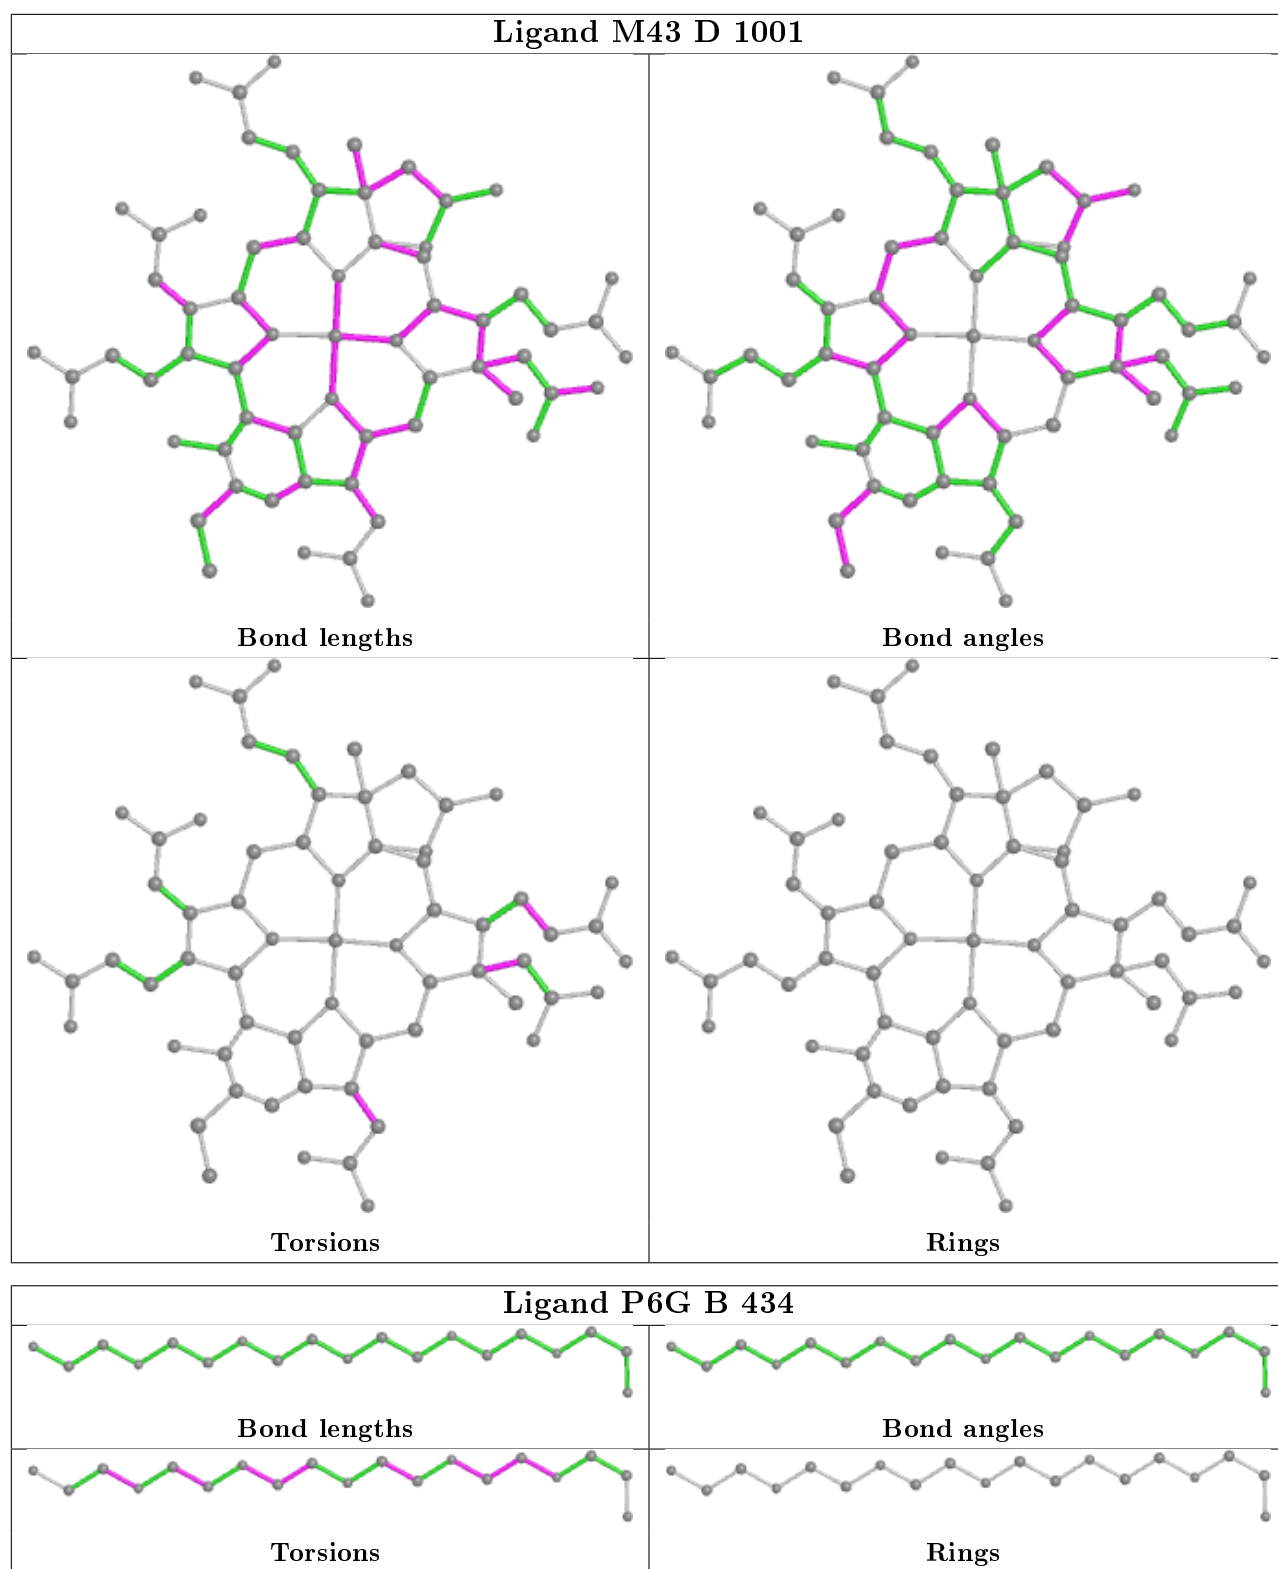 Ligand M43 D 1001
Bond lengths
Bond angles
Torsions
Rings
Ligand P6G B 434
Bond lengths
Bond angles
Torsions
Rings